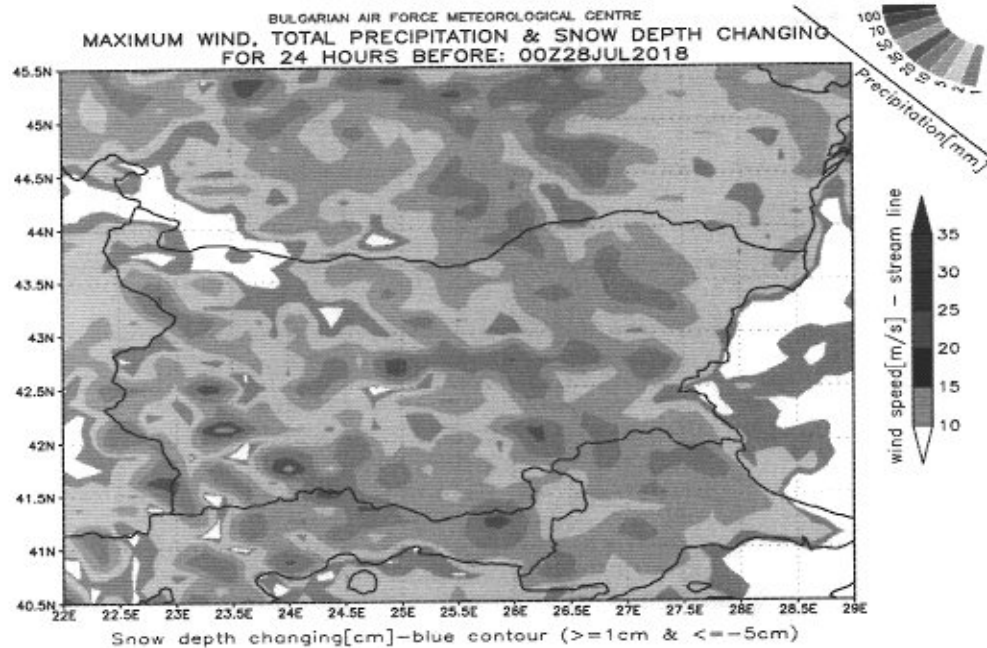 BULGARIAN AIR FORCE METEOROLOGICAL CENTRE
MAXIMUM WIND, TOTAL PRECIPITATION & SNOW DEPTH CHANGING
FOR 24 HOURS BEFORE: 00Z28JUL2018
100
70
50
Precipitation[mm]
45.5N
45N
44.5N
44N
43.5N
43N
42.5N
42N
41.5N
41N
40.5N
22E 22.5E 23E 23.5E 24E 24.5E 25E 25.5E 26E 26.5E 27E 27.5E 28E 28.5E 29E
wind speed[m/s] – stream line
35
30
25
20
15
10
Snow depth changing[cm]–blue contour (>=1cm & <=–5cm)